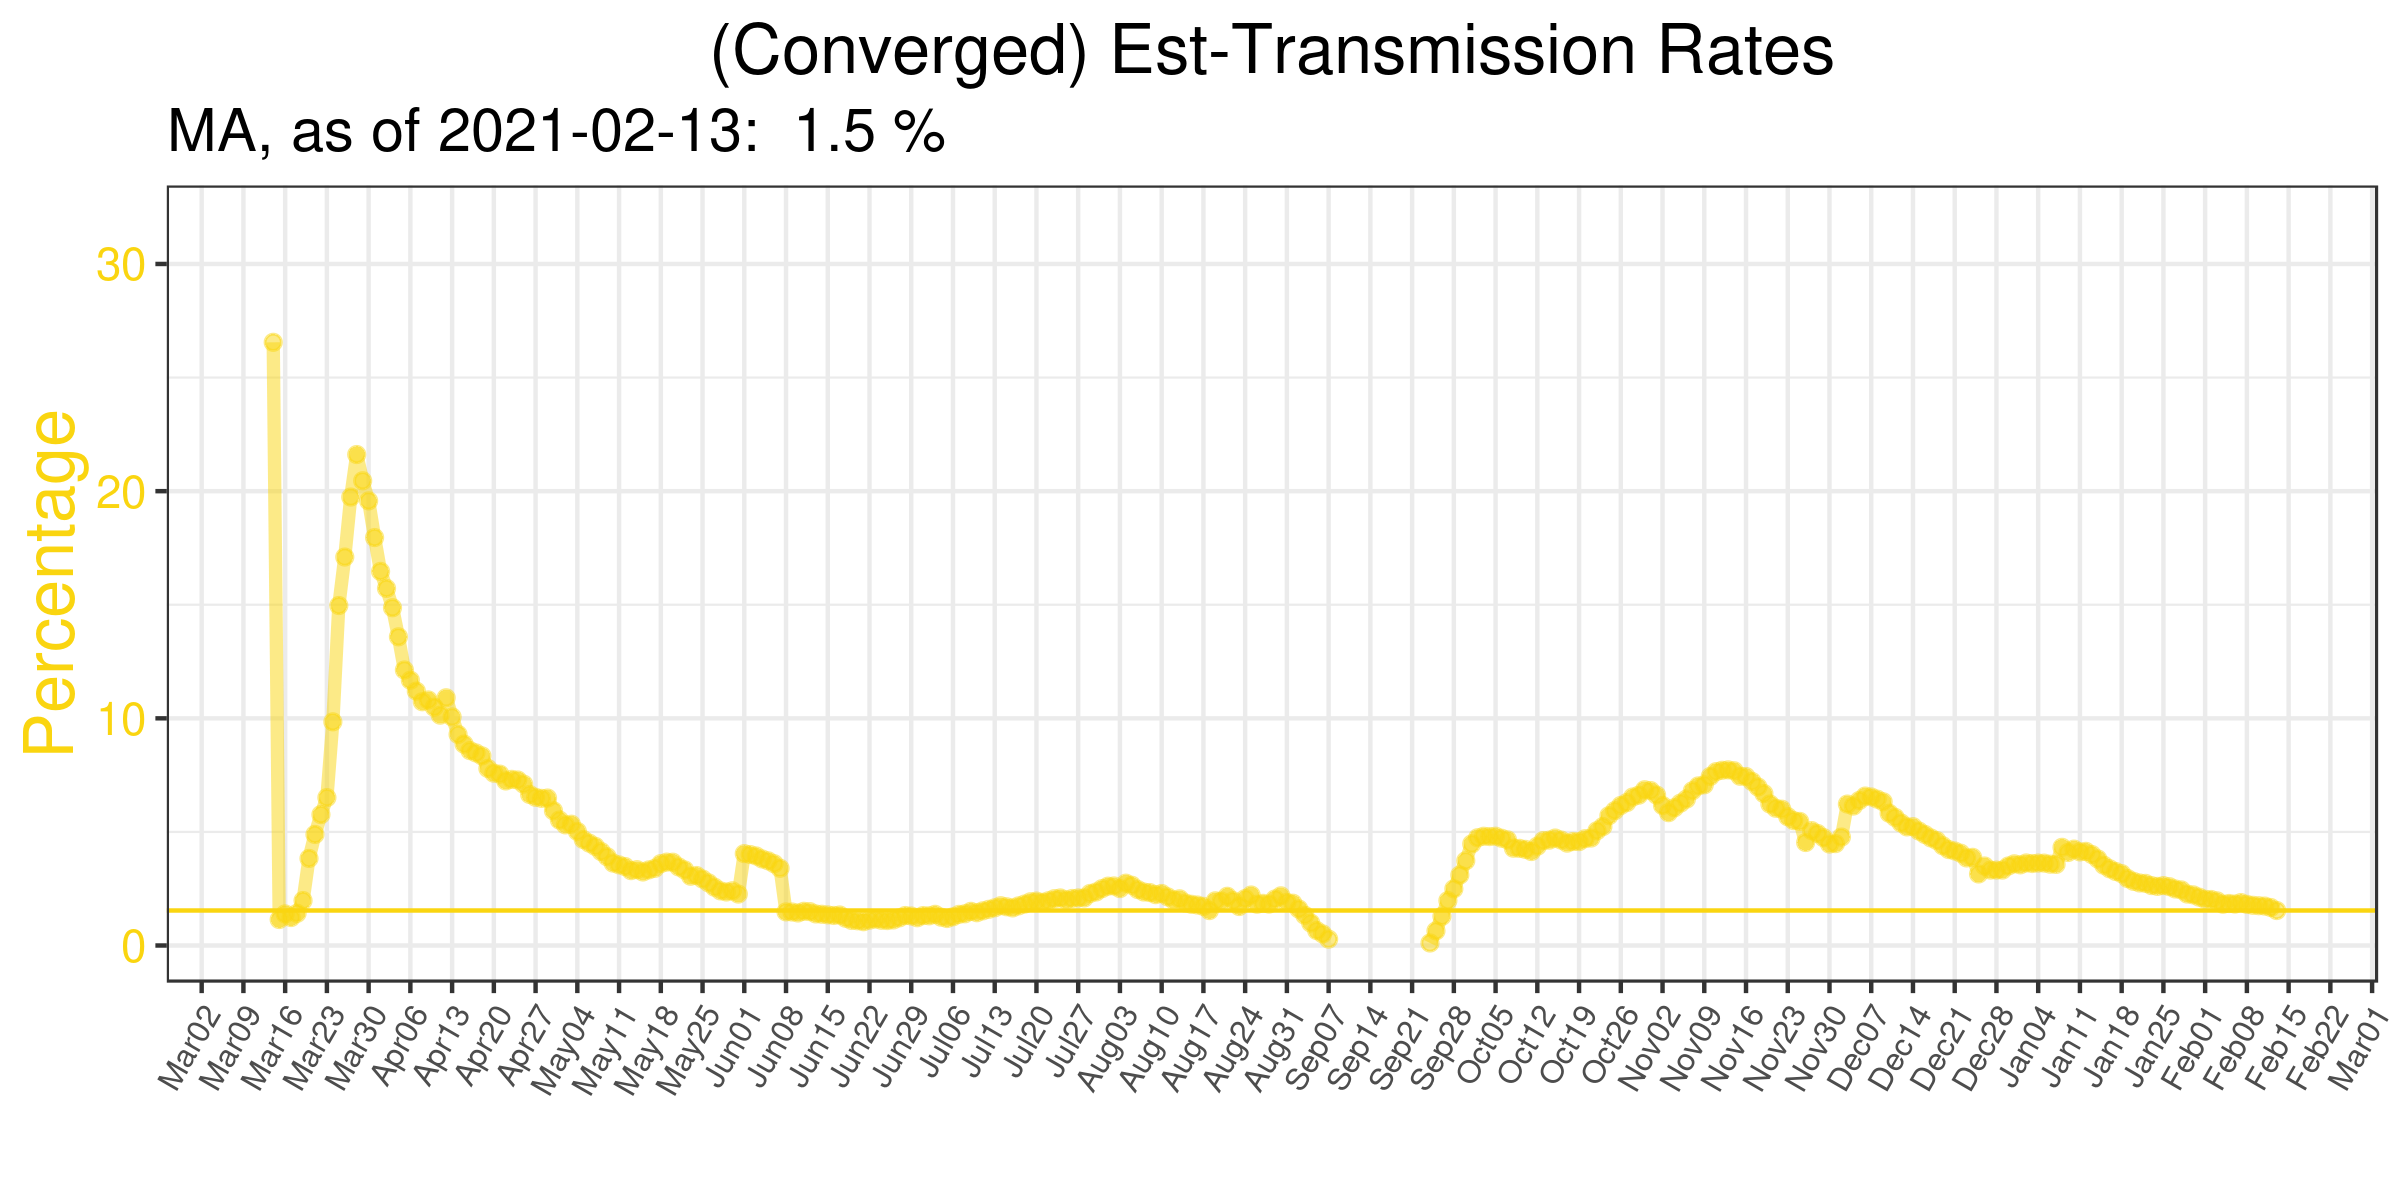 (Converged) Est-Transmission Rates
MA, as of 2021-02-13:  1.5 %
Percentage
30
20
10
0
Mar02
Mar09
Mar16
Mar23
Mar30
Apr06
Apr13
Apr20
Apr27
May04
May11
May18
May25
Jun01
Jun08
Jun15
Jun22
Jun29
Jul06
Jul13
Jul20
Jul27
Aug03
Aug10
Aug17
Aug24
Aug31
Sep07
Sep14
Sep21
Sep28
Oct05
Oct12
Oct19
Oct26
Nov02
Nov09
Nov16
Nov23
Nov30
Dec07
Dec14
Dec21
Dec28
Jan04
Jan11
Jan18
Jan25
Feb01
Feb08
Feb15
Feb22
Mar01